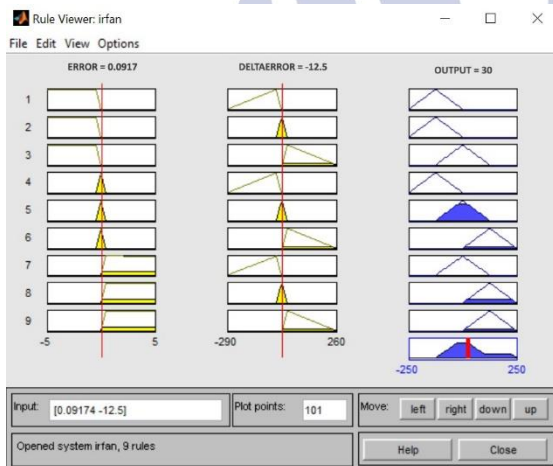 Rule Viewer: irfan
File Edit View Options
ERROR = 0.0917 DELTAERROR = -12.5 OUTPUT = 30
1
2
3
4
5
6
7
8
9
-5 5 -290 260
-250 250
Input: [0.09174 -12.5] Plot points: 101 Move: left right down up
Opened system irfan, 9 rules Help Close